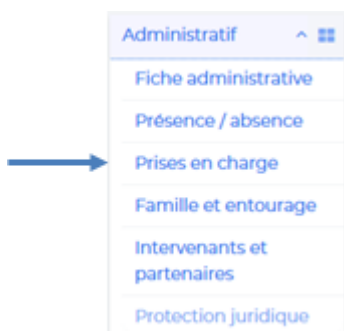 Administratif
Fiche administrative
Présence / absence
Prises en charge
Famille et entourage
Intervenants et
partenaires
Protection juridique